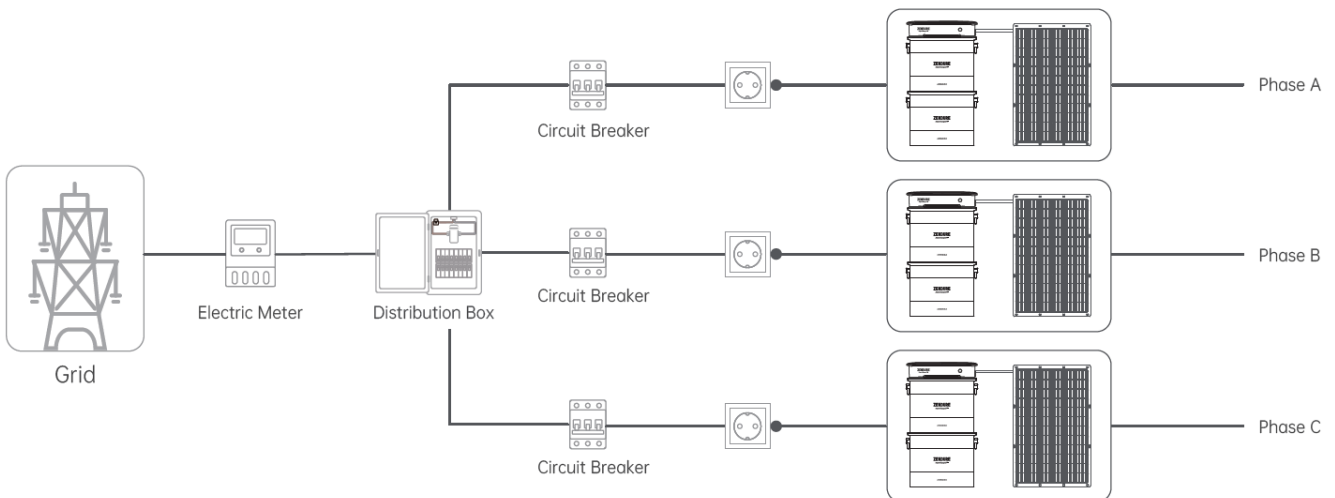 Circuit Breaker
Phase A
Grid
Electric Meter
Distribution Box
Circuit Breaker
Phase B
Circuit Breaker
Phase C